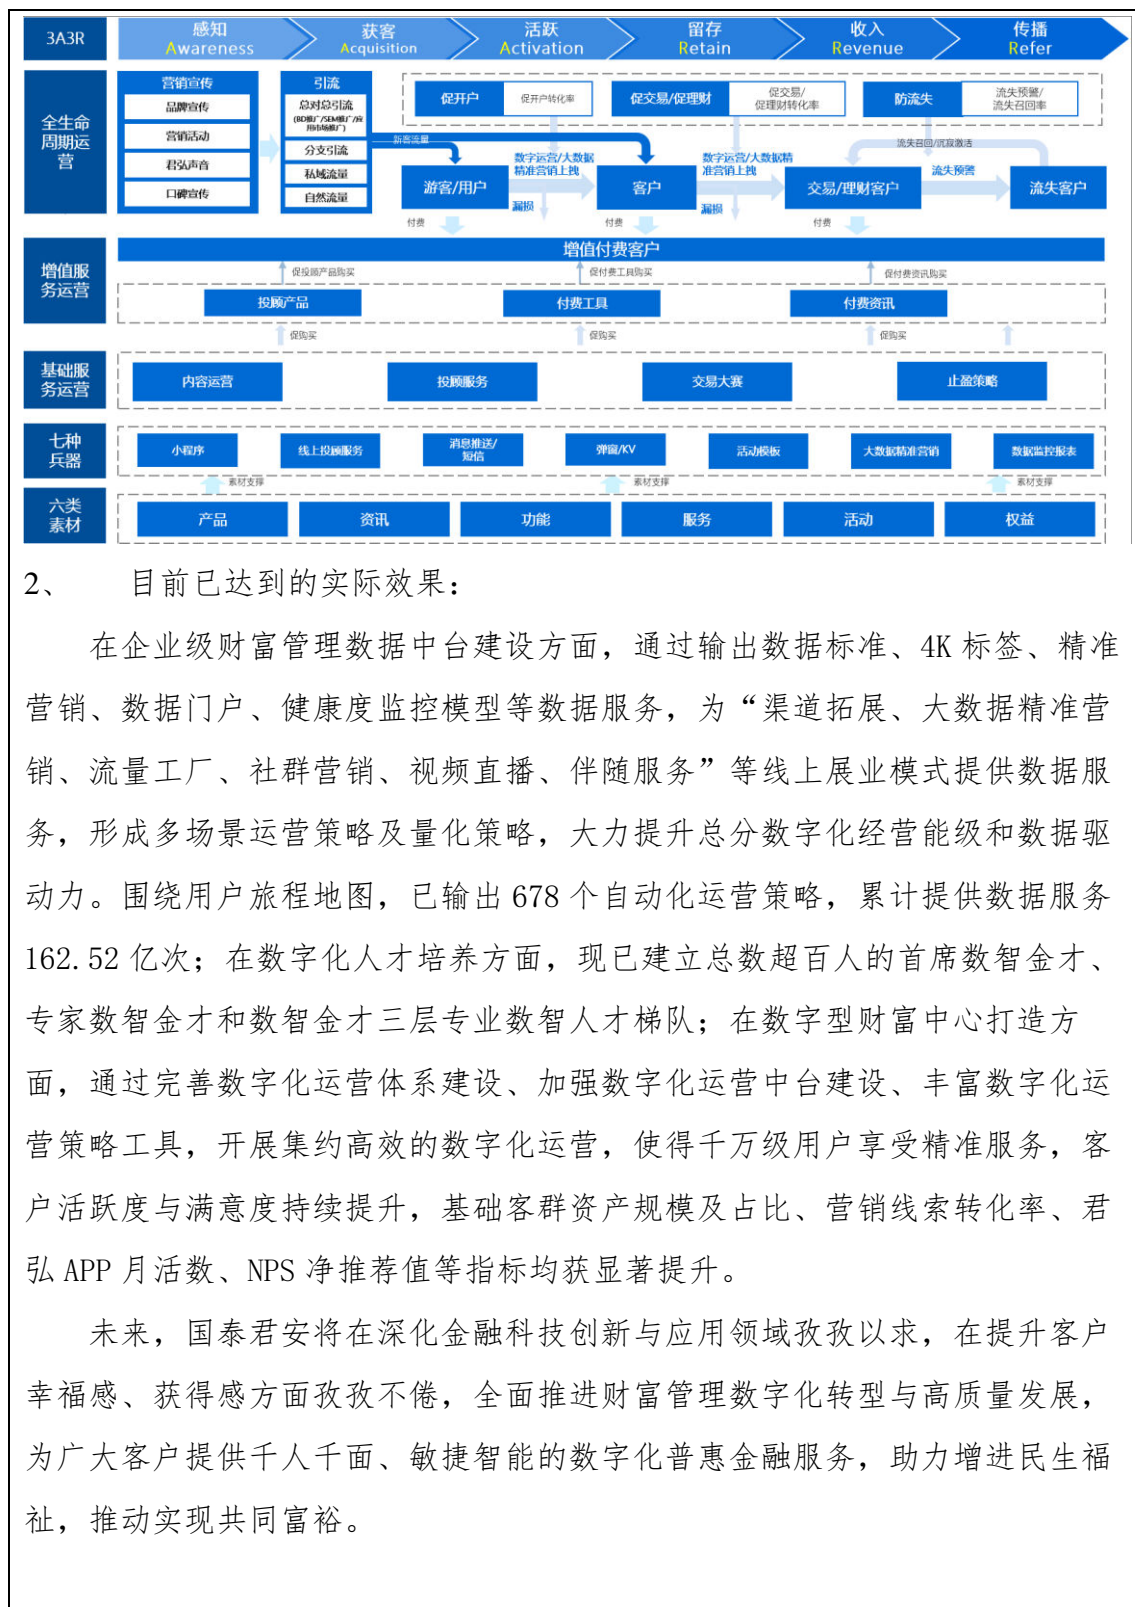 3A3R
感知
Awareness
获客
Acquisition
活跃
Activation
留存
Retain
收入
Revenue
传播
Refer
全生命
周期运
营
营销宣传
品牌宣传
营销活动
君弘声音
口碑宣传
引流
总对总引流
(BD推广/SEM推广/应
用市场推广)
分支引流
私域流量
自然流量
促开户
促开户转化率
促交易/促理财
促交易/
促理财转化率
防流失
流失预警/
流失召回率
新客流量
游客/用户
数字运营/大数据
精准营销上拽
漏损
客户
数字运营/大数据精
准营销上拽
漏损
交易/理财客户
流失召回/沉寂激活
流失预警
流失客户
付费
付费
付费
增值服
务运营
增值付费客户
促投顾产品购买
促付费工具购买
促付费资讯购买
投顾产品
付费工具
付费资讯
促购买
促购买
促购买
基础服
务运营
内容运营
投顾服务
交易大赛
止盈策略
七种
兵器
小程序
线上投顾服务
消息推送/
短信
弹窗/KV
活动模板
大数据精准营销
数据监控报表
素材支撑
素材支撑
素材支撑
六类
素材
产品
资讯
功能
服务
活动
权益
2、 目前已达到的实际效果：
在企业级财富管理数据中台建设方面，通过输出数据标准、4K 标签、精准
营销、数据门户、健康度监控模型等数据服务，为“渠道拓展、大数据精准营
销、流量工厂、社群营销、视频直播、伴随服务”等线上展业模式提供数据服
务，形成多场景运营策略及量化策略，大力提升总分数字化经营能级和数据驱
动力。围绕用户旅程地图，已输出 678 个自动化运营策略，累计提供数据服务
162.52 亿次；在数字化人才培养方面，现已建立总数超百人的首席数智金才、
专家数智金才和数智金才三层专业数智人才梯队；在数字型财富中心打造方
面，通过完善数字化运营体系建设、加强数字化运营中台建设、丰富数字化运
营策略工具，开展集约高效的数字化运营，使得千万级用户享受精准服务，客
户活跃度与满意度持续提升，基础客群资产规模及占比、营销线索转化率、君
弘 APP 月活数、NPS 净推荐值等指标均获显著提升。
未来，国泰君安将在深化金融科技创新与应用领域孜孜以求，在提升客户
幸福感、获得感方面孜孜不倦，全面推进财富管理数字化转型与高质量发展，
为广大客户提供千人千面、敏捷智能的数字化普惠金融服务，助力增进民生福
祉，推动实现共同富裕。